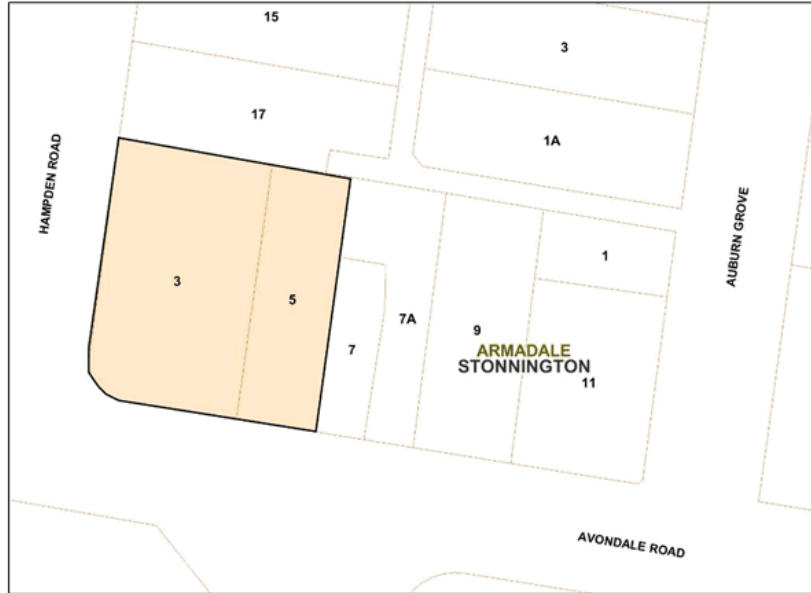 15
3
17
1A
HAMPDEN ROAD
AUBURN GROVE
1
3
5
7A
9
7
ARMADALE
STONNINGTON
11
AVONDALE ROAD